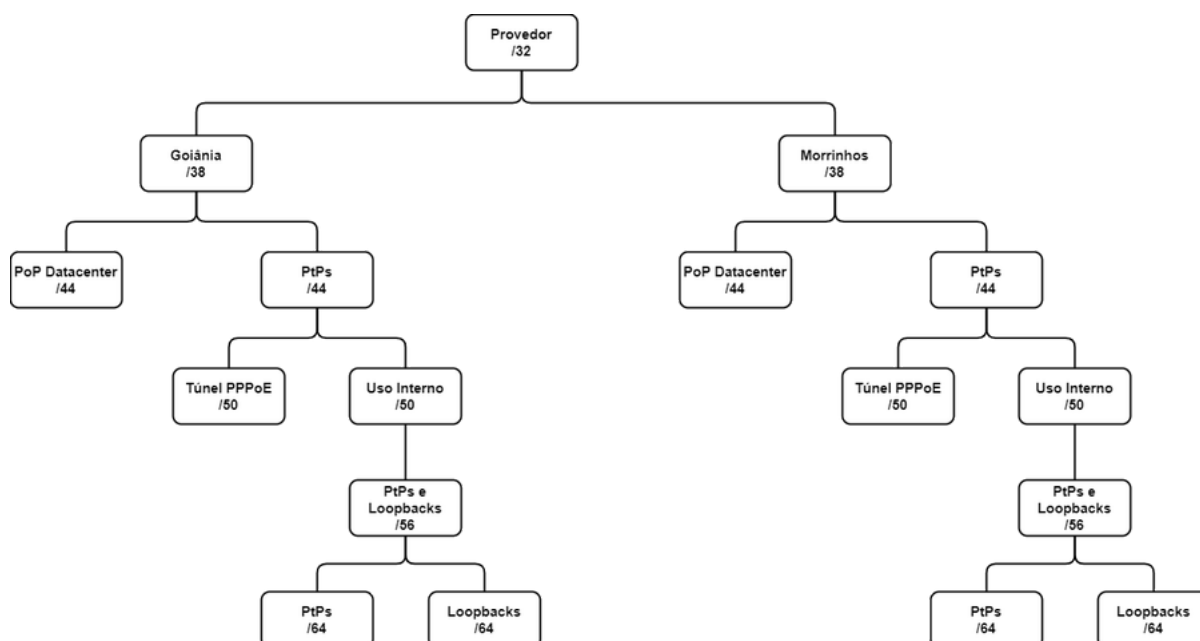 Provedor
/32
Goiânia
/38
Morrinhos
/38
PoP Datacenter
/44
PtPs
/44
PoP Datacenter
/44
PtPs
/44
Túnel PPPoE
/50
Uso Interno
/50
Túnel PPPoE
/50
Uso Interno
/50
PtPs e
Loopbacks
/56
PtPs e
Loopbacks
/56
PtPs
/64
Loopbacks
/64
PtPs
/64
Loopbacks
/64